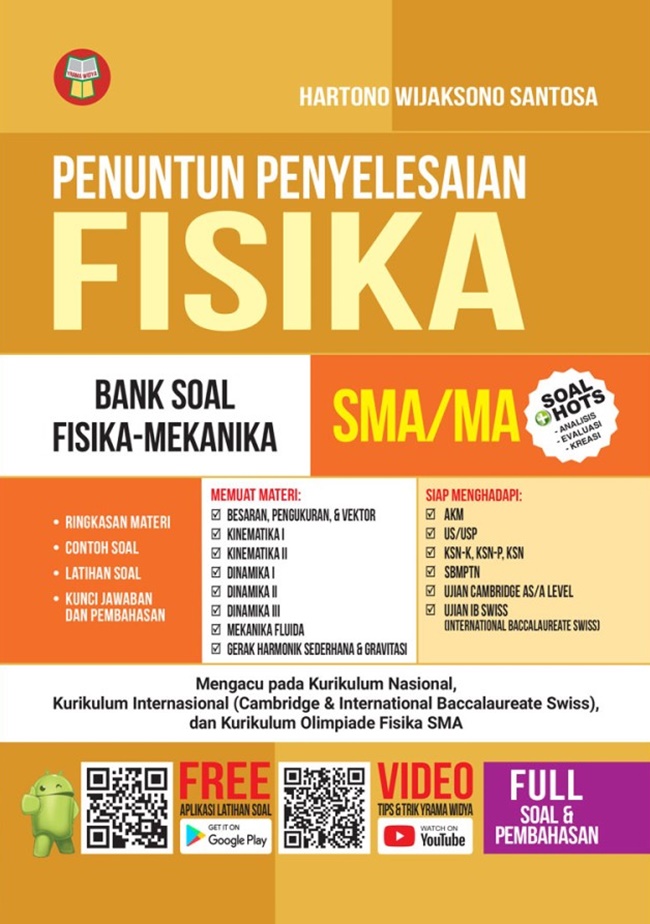 YRAMA WIDYA
HARTONO WIJAKSONO SANTOSA
PENUNTUN PENYELESAIAN
FISIKA
BANK SOAL
FISIKA-MEKANIKA
SMA/MA
SOAL
+HOTS
- ANALISIS
- EVALUASI
- KREASI
• RINGKASAN MATERI
• CONTOH SOAL
• LATIHAN SOAL
• KUNCI JAWABAN
DAN PEMBAHASAN
MEMUAT MATERI:
☑ BESARAN, PENGUKURAN, & VEKTOR
☑ KINEMATIKA I
☑ KINEMATIKA II
☑ DINAMIKA I
☑ DINAMIKA II
☑ DINAMIKA III
☑ MEKANIKA FLUIDA
☑ GERAK HARMONIK SEDERHANA & GRAVITASI
SIAP MENGHADAPI:
☑ AKM
☑ US/USP
☑ KSN-K, KSN-P, KSN
☑ SBMPTN
☑ UJIAN CAMBRIDGE AS/A LEVEL
☑ UJIAN IB SWISS
(INTERNATIONAL BACCALAUREATE SWISS)
Mengacu pada Kurikulum Nasional,
Kurikulum Internasional (Cambridge & International Baccalaureate Swiss),
dan Kurikulum Olimpiade Fisika SMA
FREE
APLIKASI LATIHAN SOAL
GET IT ON
Google Play
VIDEO
TIPS & TRIK YRAMA WIDYA
WATCH ON
YouTube
FULL
SOAL &
PEMBAHASAN